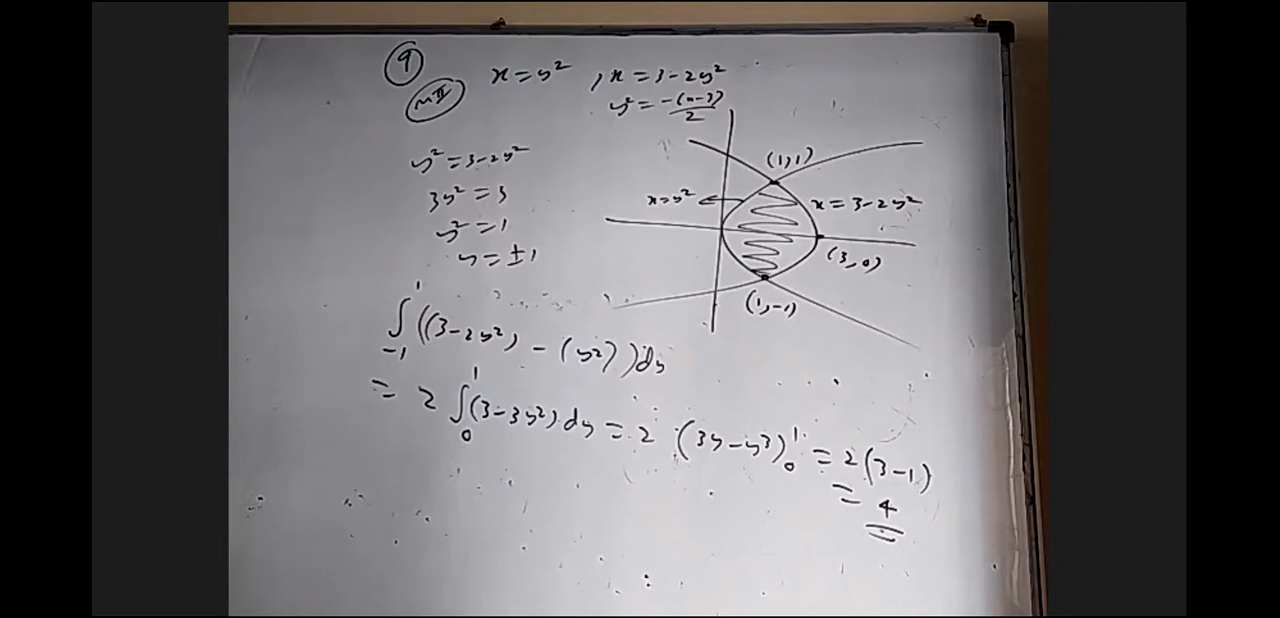 9
MII
x = y² , x = 3-2y²
y² = -(x-3)/2
y² = 3-2y²
3y² = 3
y² = 1
y = ±1
(1,1)
x=y²
x = 3-2y²
(3,0)
(1,-1)
∫₋₁¹ ((3-2y²) - (y²)) dy
= 2 ∫₀¹ (3-3y²) dy = 2 (3y-y³)₀¹ = 2(3-1)
= 4